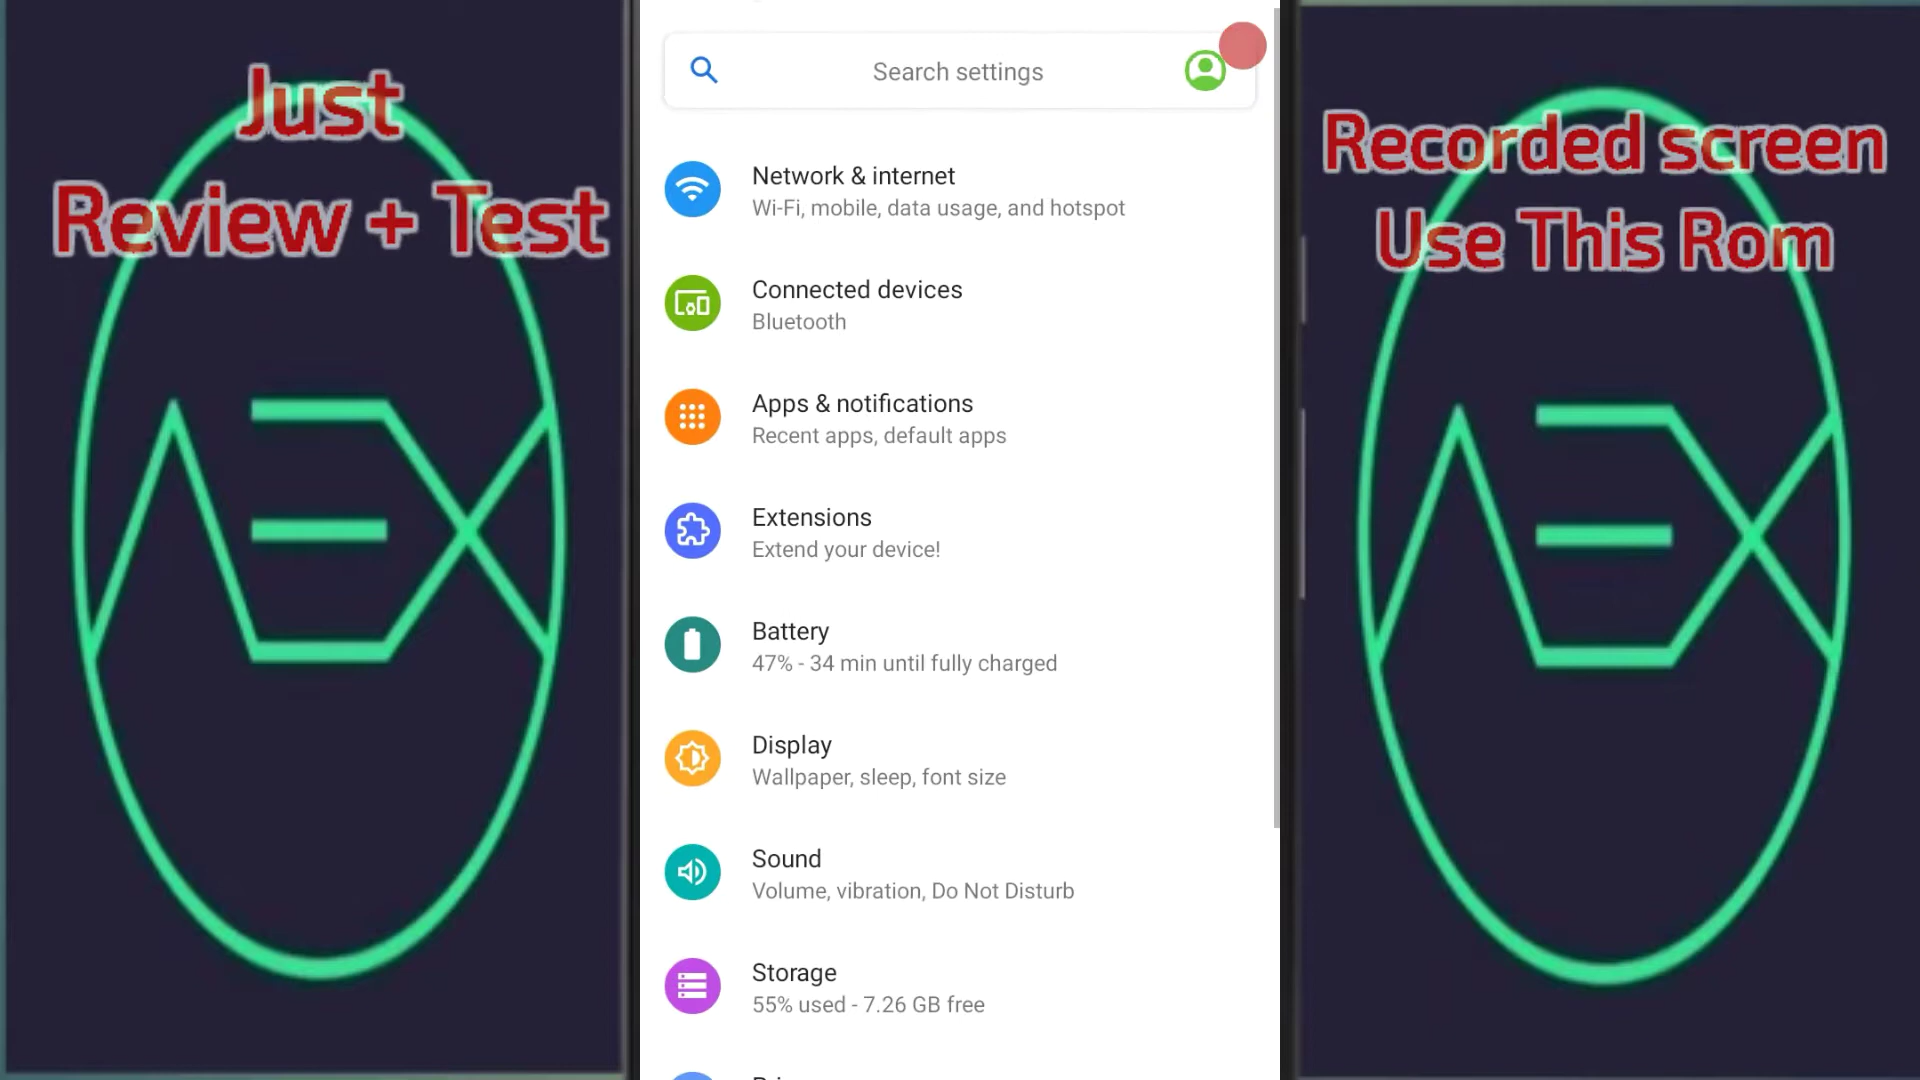 Just
Review + Test
Search settings
Network & internet
Wi-Fi, mobile, data usage, and hotspot
Connected devices
Bluetooth
Apps & notifications
Recent apps, default apps
Extensions
Extend your device!
Battery
47% - 34 min until fully charged
Display
Wallpaper, sleep, font size
Sound
Volume, vibration, Do Not Disturb
Storage
55% used - 7.26 GB free
Recorded screen
Use This Rom
AEX
AEX